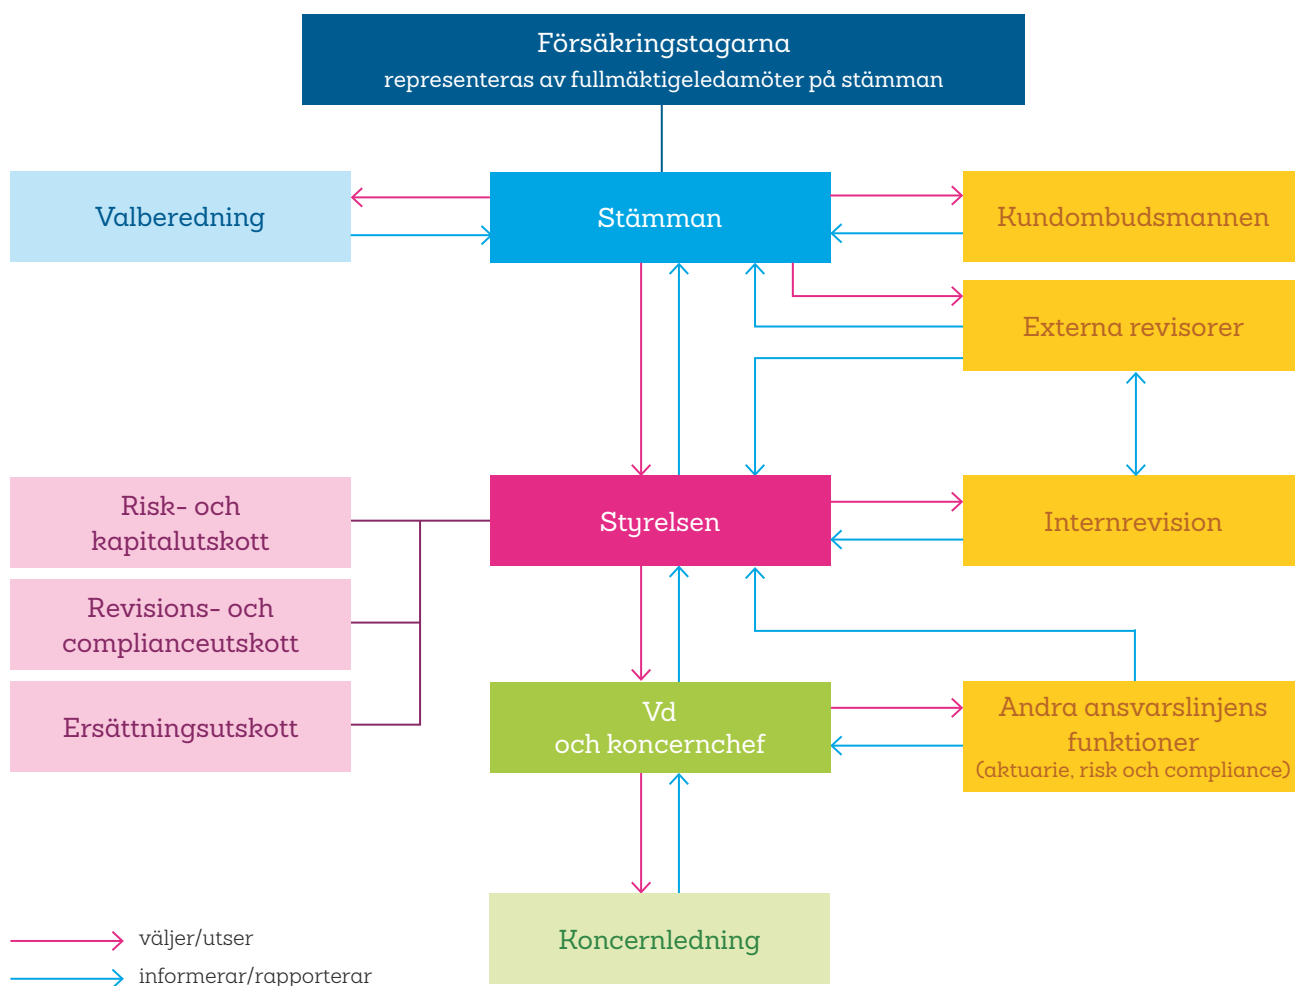 Försäkringstagarna
representeras av fullmäktigeledamöter på stämman
Valberedning
Stämman
Kundombudsmannen
Externa revisorer
Risk- och
kapitalutskott
Styrelsen
Internrevision
Revisions- och
complianceutskott
Ersättningsutskott
Vd
och koncernchef
Andra ansvarslinjens
funktioner
(aktuarie, risk och compliance)
Koncernledning
väljer/utser
informerar/rapporterar